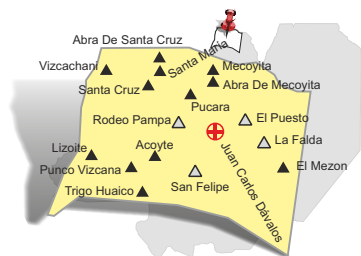 Abra De Santa Cruz
Vizcachani
Santa Maria
Mecoyita
Santa Cruz
Abra De Mecoyita
Pucara
Rodeo Pampa
El Puesto
La Falda
Lizoite
Acoyte
Juan Carlos Dávalos
Punco Vizcana
San Felipe
El Mezon
Trigo Huaico